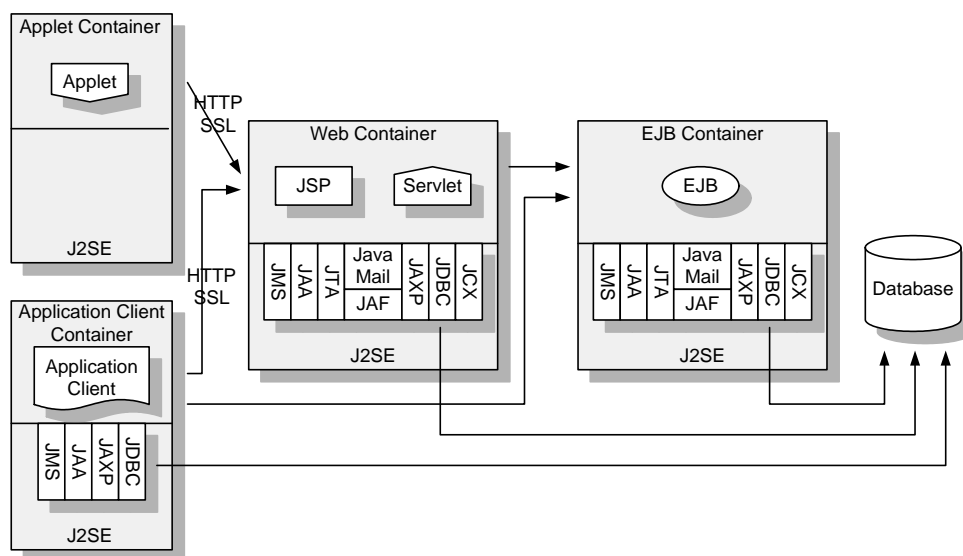 Applet Container
Applet
J2SE
HTTP
SSL
HTTP
SSL
Application Client
Container
Application
Client
JMS
JAA
JAXP
JDBC
J2SE
Web Container
JSP
Servlet
JMS
JAA
JTA
Java
Mail
JAF
JAXP
JDBC
JCX
J2SE
EJB Container
EJB
JMS
JAA
JTA
Java
Mail
JAF
JAXP
JDBC
JCX
J2SE
Database